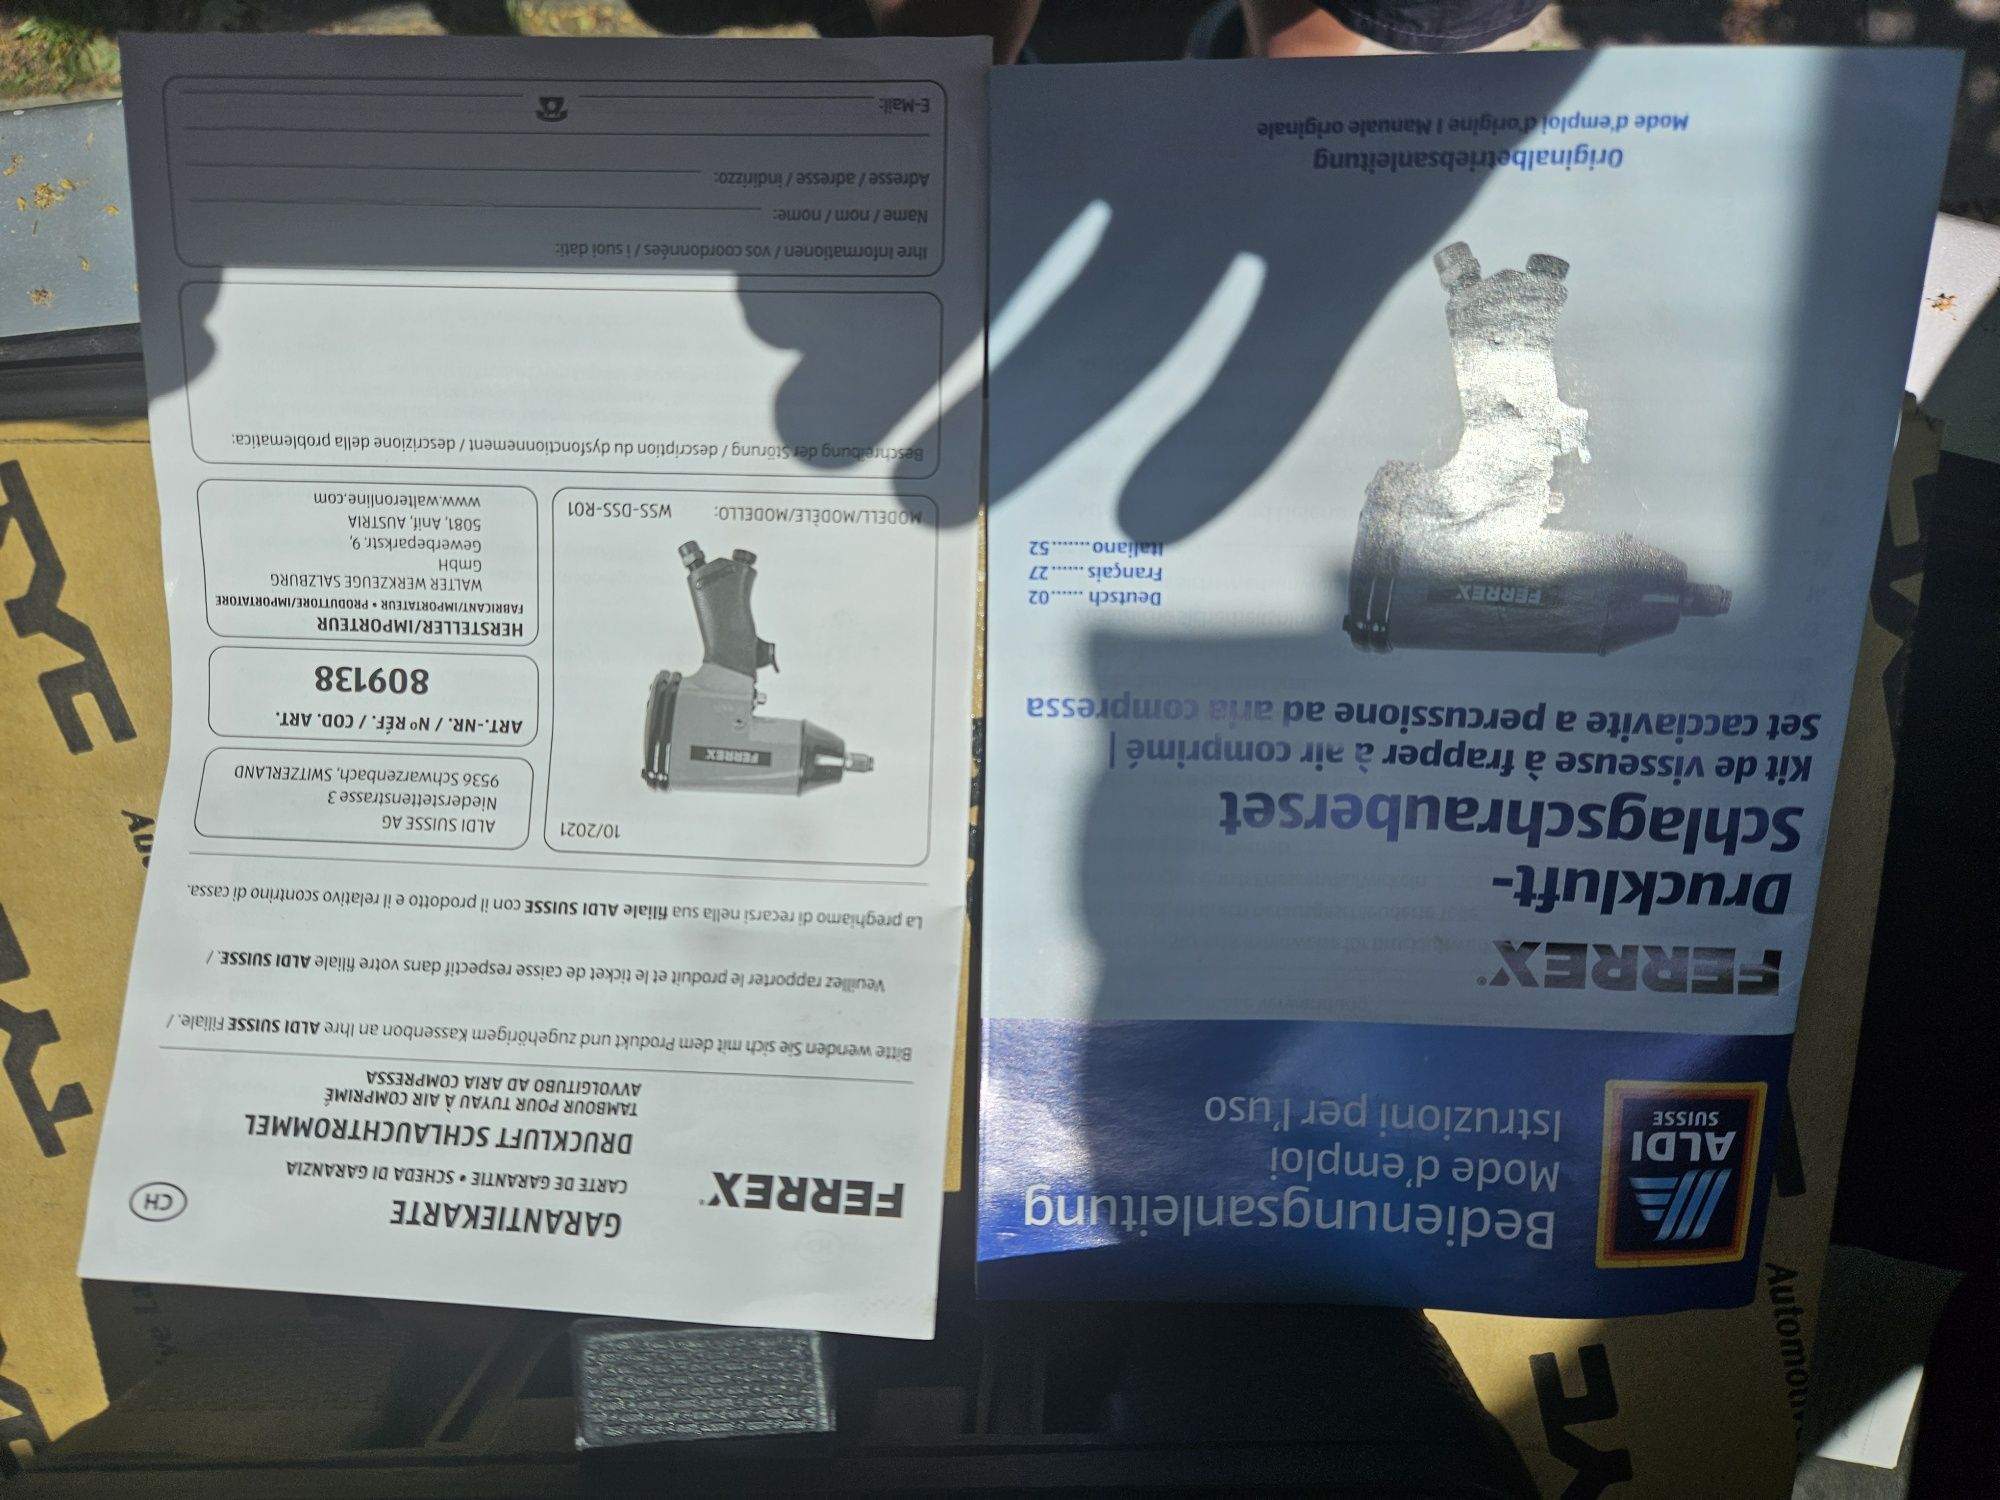 GARANTIEKARTE
CARTE DE GARANTIE • SCHEDA DI GARANZIA
CH
FERREX®
DRUCKLUFT SCHLAUCHTROMMEL
TAMBOUR POUR TUYAU À AIR COMPRIMÉ
AVVOLGITUBO AD ARIA COMPRESSA
Bitte wenden Sie sich mit dem Produkt und zugehörigem Kassenbon an Ihre ALDI SUISSE Filiale. /
Veuillez rapporter le produit et le ticket de caisse respectif dans votre filiale ALDI SUISSE. /
La preghiamo di recarsi nella sua filiale ALDI SUISSE con il prodotto e il relativo scontrino di cassa.
10/2021
FERREX
MODELL/MODÈLE/MODELLO: WSS-DSS-R01
ALDI SUISSE AG
Niederstettenstrasse 3
9536 Schwarzenbach, SWITZERLAND
ART.-NR. / Nº RÉF. / COD. ART.
809138
HERSTELLER/IMPORTEUR
FABRICANT/IMPORTATEUR • PRODUTTORE/IMPORTATORE
WALTER WERKZEUGE SALZBURG
GmbH
Gewerbeparkstr. 9,
5081, Anif, AUSTRIA
www.walteronline.com
Beschreibung der Störung / description du dysfonctionnement / descrizione della problematica:
Ihre Informationen / vos coordonnées / i suoi dati:
Name / nom / nome:
Adresse / adresse / indirizzo:
E-Mail:
ALDI
SUISSE
Bedienungsanleitung
Mode d'emploi
Istruzioni per l'uso
FERREX®
Druckluft-
Schlagschrauberset
Kit de visseuse à frapper à air comprimé |
Set cacciavite a percussione ad aria compressa
FERREX
Deutsch ......02
Français ......27
Italiano........52
Originalbetriebsanleitung
Mode d'emploi d'origine I Manuale originale
Automo